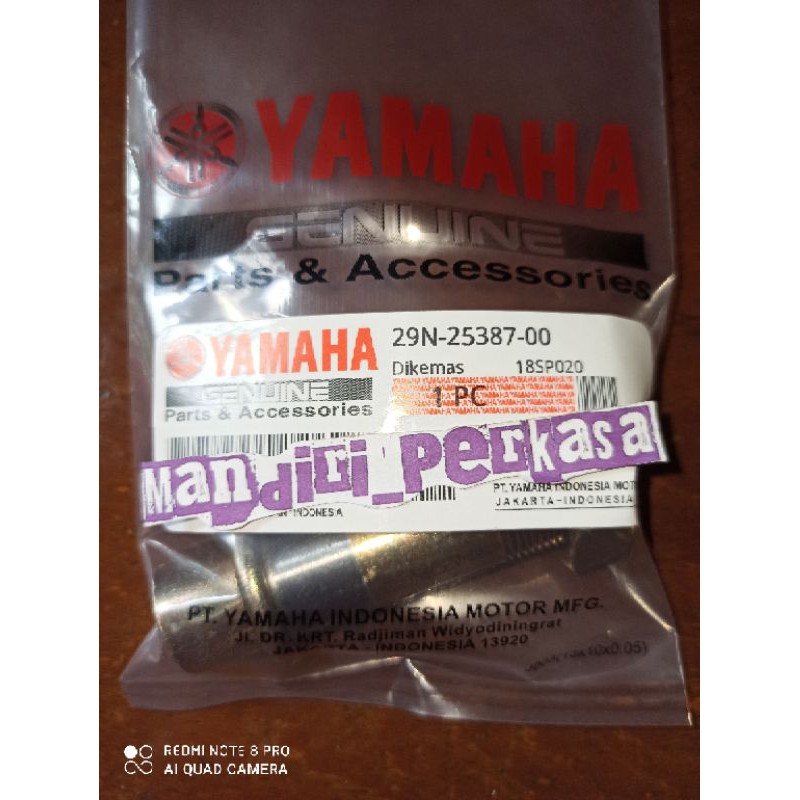 YAMAHA
GENUINE
Parts & Accessories
YAMAHA
GENUINE
Parts & Accessories
29N-25387-00
Dikemas 18SP020
1 PC
Mandiri_perkasa
INDONESIA
PT. YAMAHA INDONESIA MOT
JAKARTA-INDONESIA
PT. YAMAHA INDONESIA MOTOR MFG.
JL. DR. KRT. Radjiman Widyodiningrat
JAKARTA - INDONESIA 13920
REDMI NOTE 8 PRO
AI QUAD CAMERA